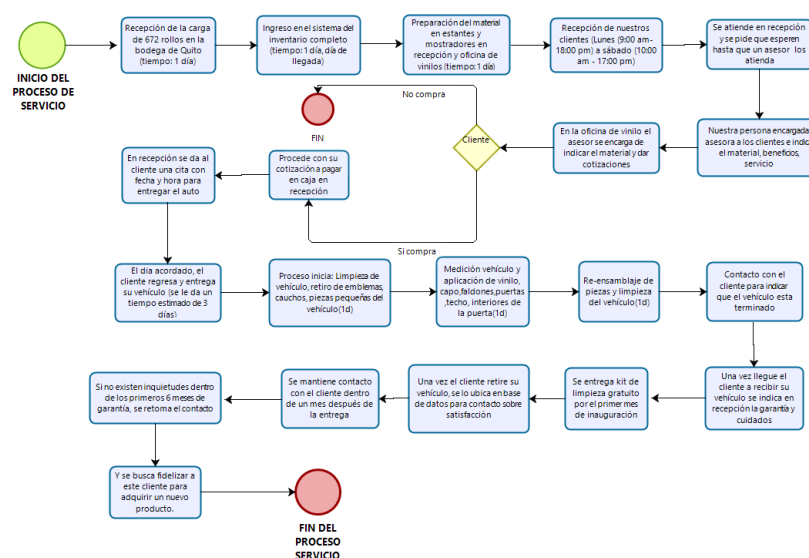 INICIO DEL
PROCESO DE
SERVICIO
Recepción de la carga
de 672 rollos en la
bodega de Quito
(tiempo: 1 día)
Ingreso en el sistema del
inventario completo
(tiempo: 1 día, día de
llegada)
Preparación del material
en estantes y
mostradores en
recepción y oficina de
vinilos (tiempo:1 día)
Recepción de nuestros
clientes (Lunes (9:00 am-
18:00 pm) a sábado (10:00
am - 17:00 pm)
Se atiende en recepción
y se pide que esperen
hasta que un asesor los
atienda
Nuestra persona encargada
asesora a los clientes e indic
el material, beneficios,
servicio
En la oficina de vinilo el
asesor se encarga de
indicar el material y dar
cotizaciones
Cliente
No compra
FIN
Si compra
Procede con su
cotización a pagar
en caja en
recepción
En recepción se da al
cliente una cita con
fecha y hora para
entregar el auto
El día acordado, el
cliente regresa y entrega
su vehículo (se le da un
tiempo estimado de 3
días)
Proceso inicia: Limpieza de
vehículo, retiro de emblemas,
cauchos, piezas pequeñas del
vehículo(1d)
Medición vehículo y
aplicación de vinilo,
capo,faldones,puertas
,techo, interiores de
la puerta(1d)
Re-ensamblaje de
piezas y limpieza
del vehículo(1d)
Contacto con el
cliente para indicar
que el vehículo esta
terminado
Una vez llegue el
cliente a recibir su
vehículo se indica en
recepción la garantía y
cuidados
Se entrega kit de
limpieza gratuito
por el primer mes
de inauguración
Una vez el cliente retire su
vehículo, se lo ubica en base
de datos para contacto sobre
satisfacción
Se mantiene contacto
con el cliente dentro
de un mes después de
la entrega
Si no existen inquietudes dentro
de los primeros 6 meses de
garantía, se retoma el contacto
Y se busca fidelizar a
este cliente para
adquirir un nuevo
producto.
FIN DEL
PROCESO
SERVICIO